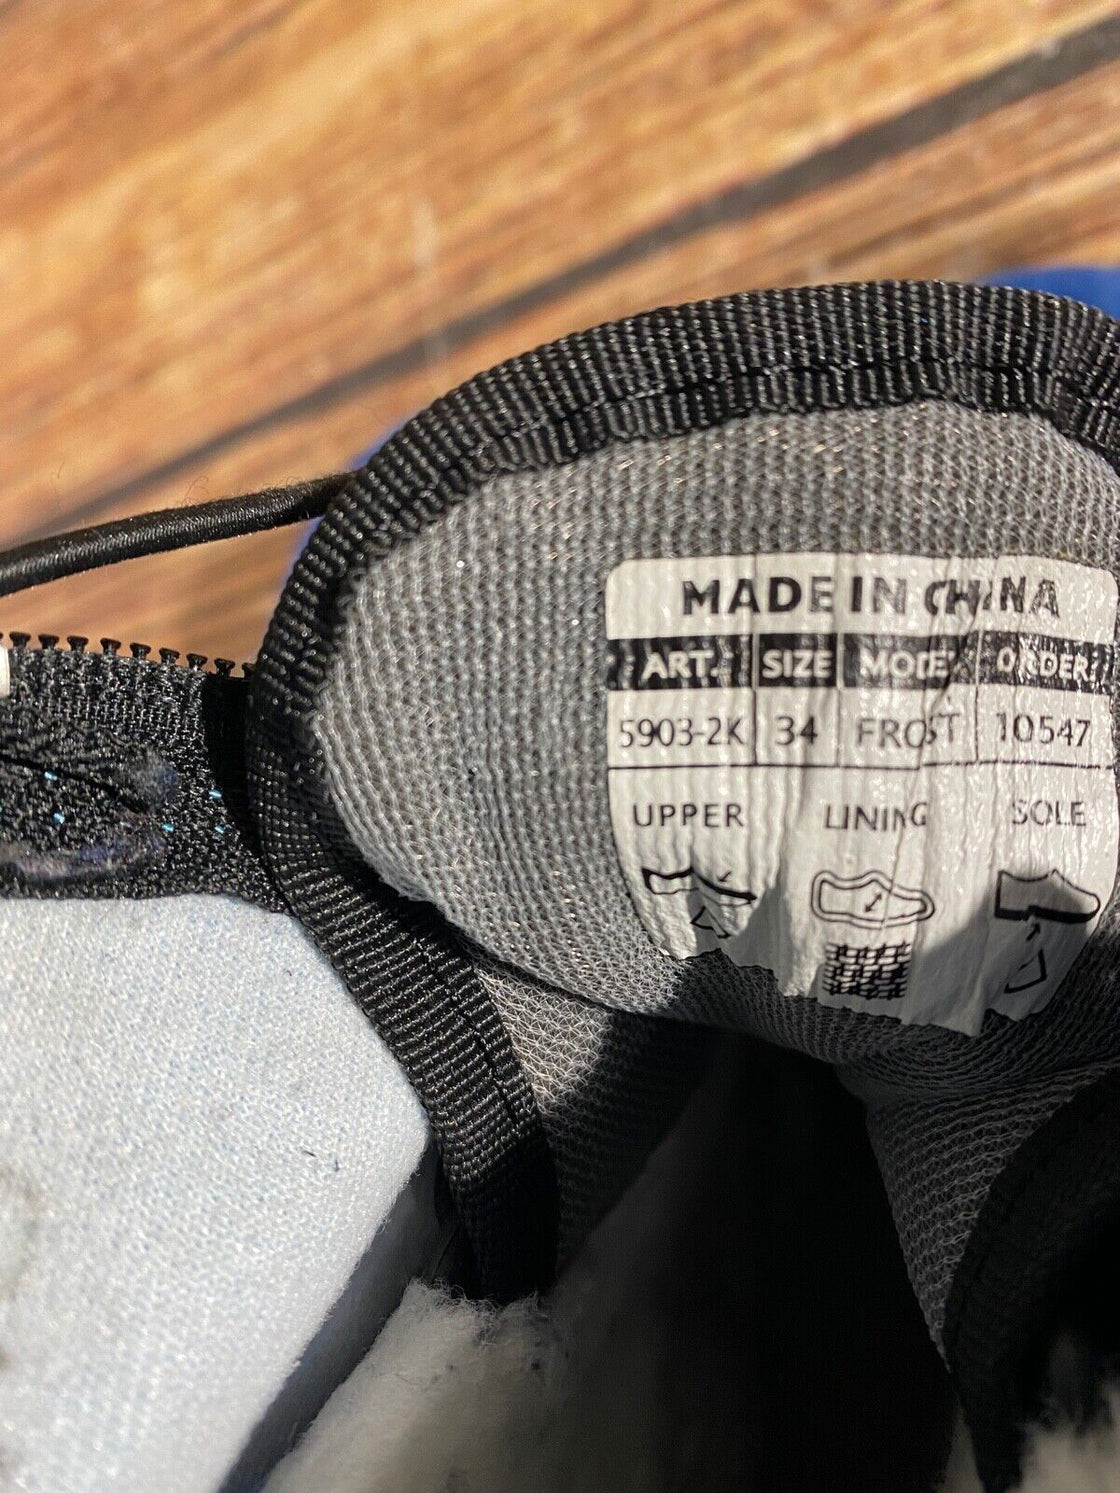 MADE IN CHINA
ART. SIZE MODEL ORDER:
5903-2K 34 FROST 10547
UPPER LINING SOLE